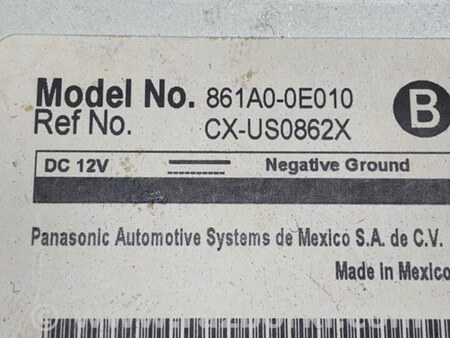 Model No. 861A0-0E010
B
Ref No. CX-US0862X
DC 12V Negative Ground
Panasonic Automotive Systems de Mexico S.A. de C.V.
Made in Mexico